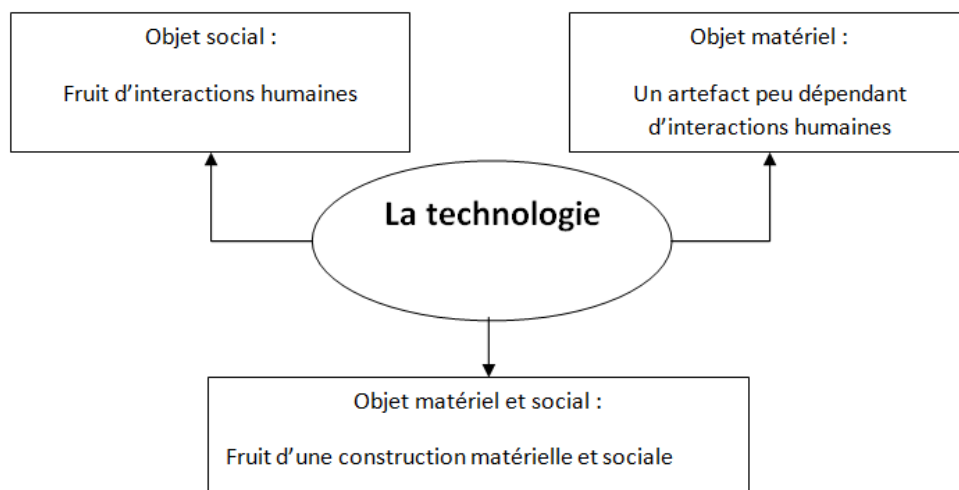 Objet social :
Fruit d’interactions humaines
Objet matériel :
Un artefact peu dépendant
d’interactions humaines
La technologie
Objet matériel et social :
Fruit d’une construction matérielle et sociale